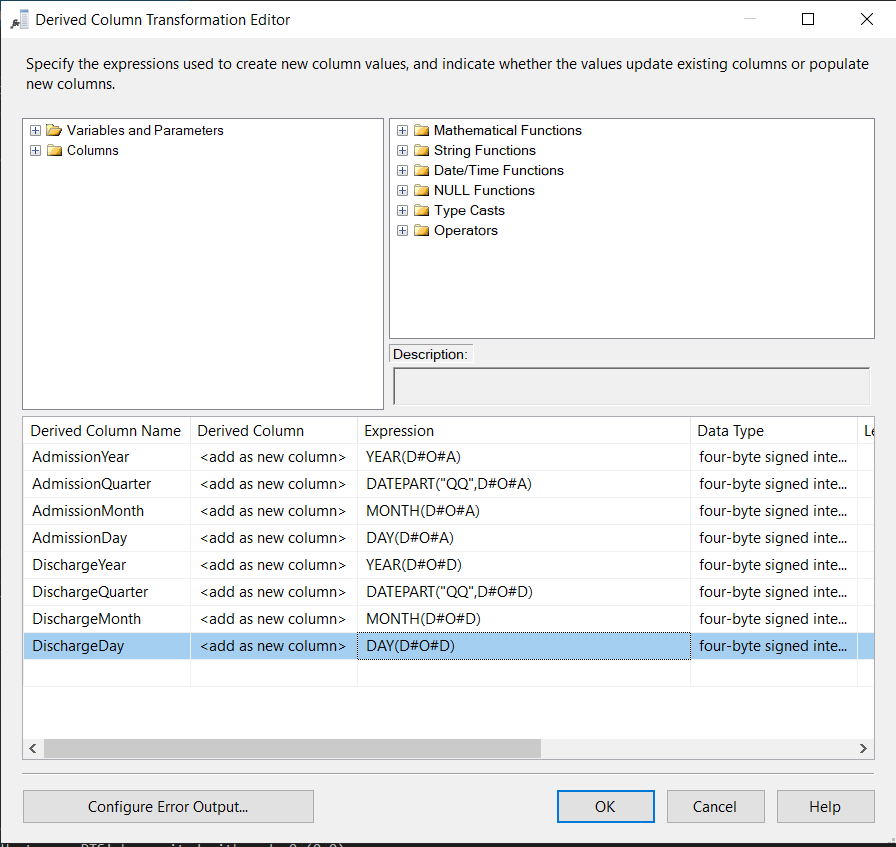 Derived Column Transformation Editor
Specify the expressions used to create new column values, and indicate whether the values update existing columns or populate
new columns.
Variables and Parameters
Columns
Mathematical Functions
String Functions
Date/Time Functions
NULL Functions
Type Casts
Operators
Description:
Derived Column Name Derived Column Expression Data Type
AdmissionYear <add as new column> YEAR(D#O#A) four-byte signed inte...
AdmissionQuarter <add as new column> DATEPART("QQ",D#O#A) four-byte signed inte...
AdmissionMonth <add as new column> MONTH(D#O#A) four-byte signed inte...
AdmissionDay <add as new column> DAY(D#O#A) four-byte signed inte...
DischargeYear <add as new column> YEAR(D#O#D) four-byte signed inte...
DischargeQuarter <add as new column> DATEPART("QQ",D#O#D) four-byte signed inte...
DischargeMonth <add as new column> MONTH(D#O#D) four-byte signed inte...
DischargeDay <add as new column> DAY(D#O#D) four-byte signed inte...
Configure Error Output... OK Cancel Help